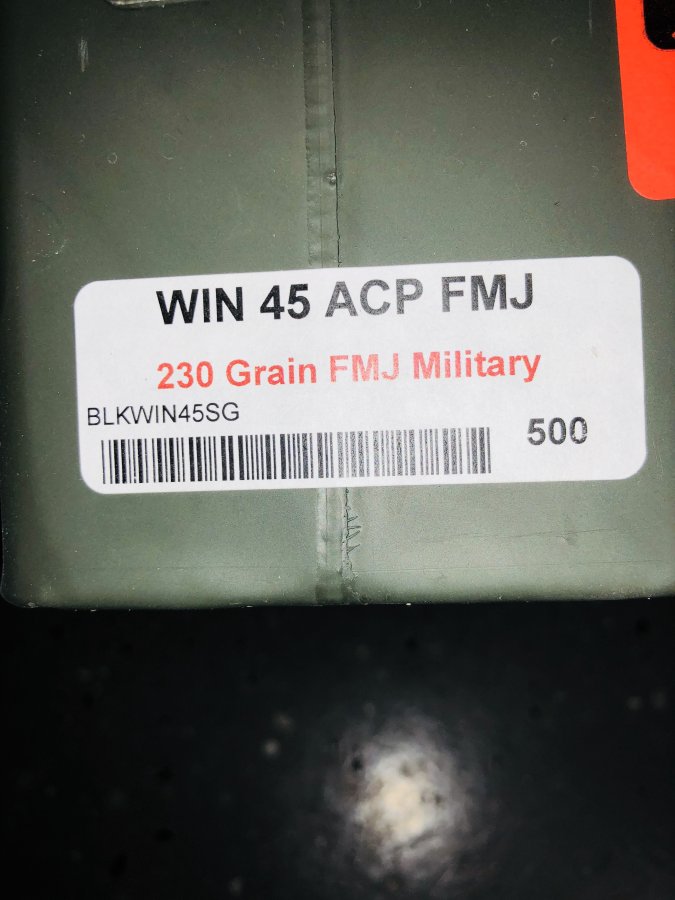 WIN 45 ACP FMJ
230 Grain FMJ Military
BLKWIN45SG
500